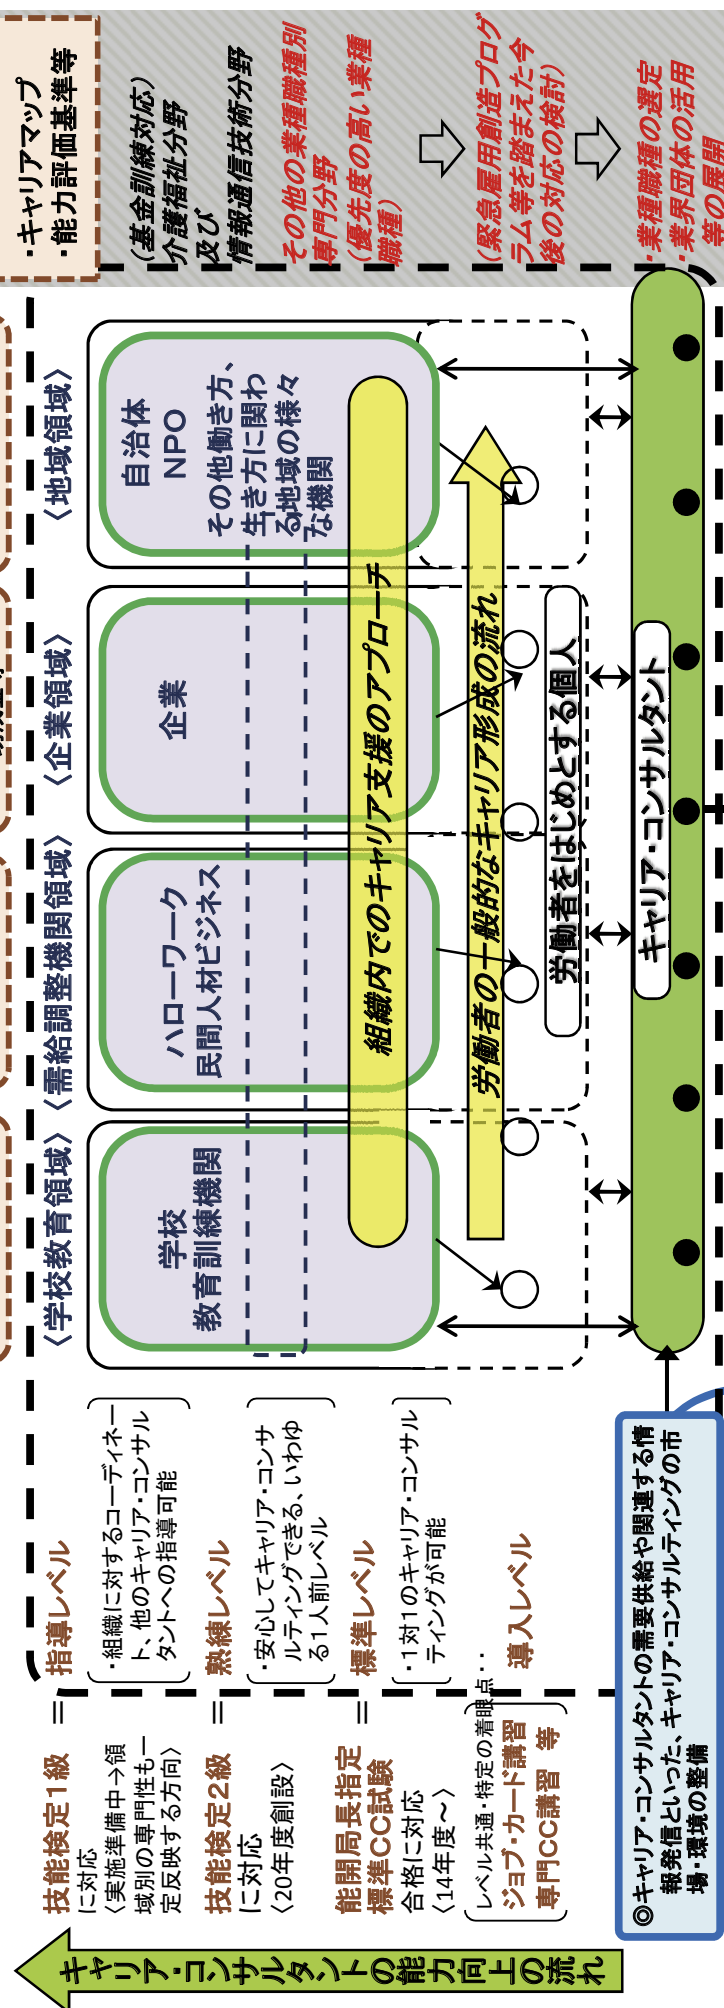 ・キャリアマップ
・能力評価基準等
（基金訓練対応）
介護福祉分野
及び
情報通信技術分野
その他の業種職種別
専門分野
（優先度の高い業種
職種）
（緊急雇用創造プログ
ラム等を踏まえた今
後の対応の検討）
・業種職種の選定
・業界団体の活用
等の展開
〈地域領域〉
〈企業領域〉
〈需給調整機関領域〉
〈学校教育領域〉
自治体
NPO
その他働き方、
生き方に関わ
る地域の様々
な機関
企業
ハローワーク
民間人材ビジネス
学校
教育訓練機関
組織内でのキャリア支援のアプローチ
労働者の一般的なキャリア形成の流れ
労働者をはじめとする個人
キャリア・コンサルタント
指導レベル
・組織に対するコーディネー
ト、他のキャリア・コンサル
タントへの指導可能
熟練レベル
・安心してキャリア・コンサ
ルティングできる、いわゆ
る1人前レベル
標準レベル
・1対1のキャリア・コンサル
ティングが可能
導入レベル
技能検定1級 ＝
に対応
〈実施準備中→領
域別の専門性も一
定反映する方向〉
技能検定2級 ＝
に対応
〈20年度創設〉
能開局長指定 ＝
標準CC試験
合格に対応
〈14年度～〉
レベル共通・特定の着眼点・・
ジョブ・カード講習
専門CC講習 等
◎キャリア・コンサルタントの需要供給や関連する情
報発信といった、キャリア・コンサルティングの市
場・環境の整備
キャリア・コンサルタントの能力向上の流れ